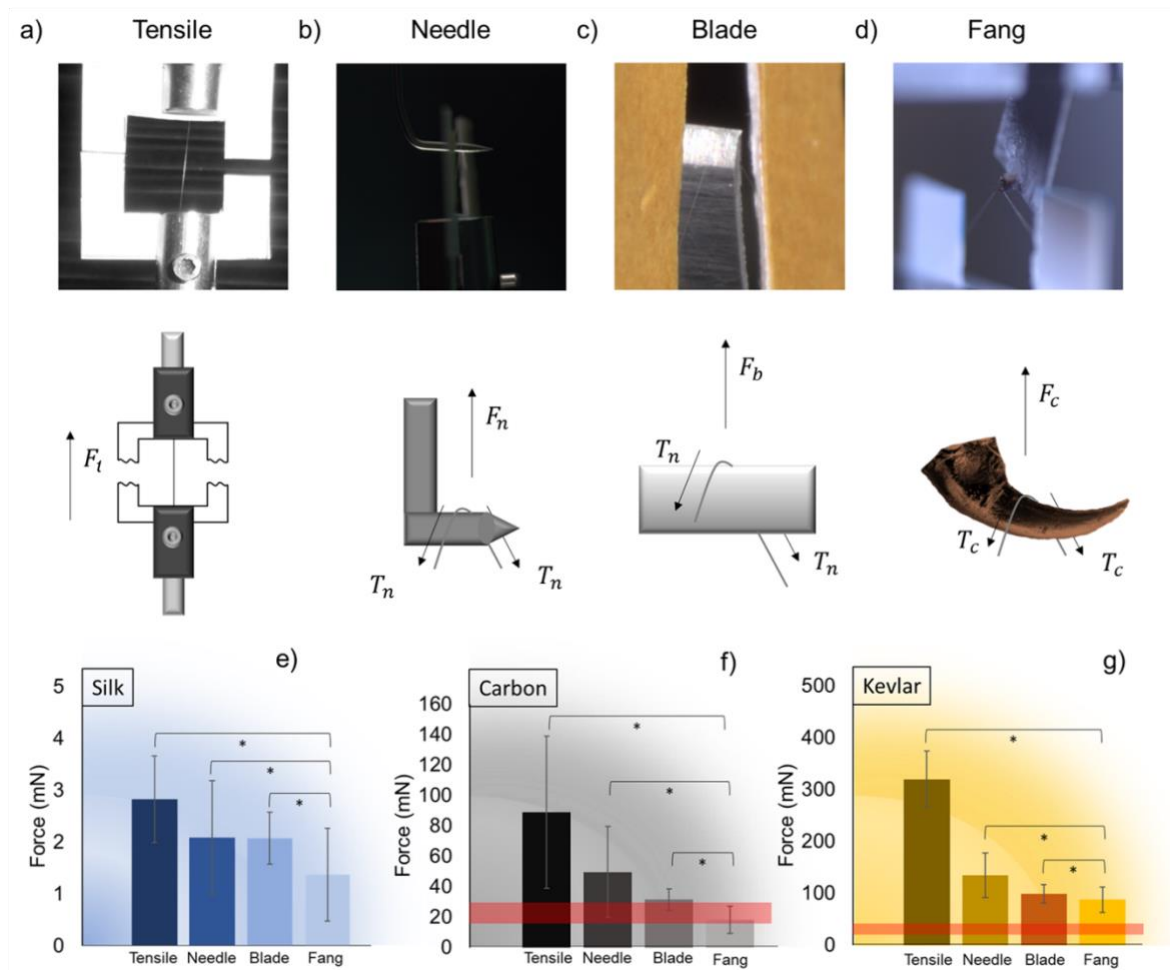 a) Tensile b) Needle c) Blade d) Fang
F_t
F_n
T_n
T_n
F_b
T_n
T_n
F_c
T_c
T_c
e)
Silk
Force (mN)
5
4
3
2
1
0
*
*
*
Tensile Needle Blade Fang
f)
Carbon
Force (mN)
160
140
120
100
80
60
40
20
0
*
*
*
Tensile Needle Blade Fang
g)
Kevlar
Force (mN)
500
400
300
200
100
0
*
*
*
Tensile Needle Blade Fang